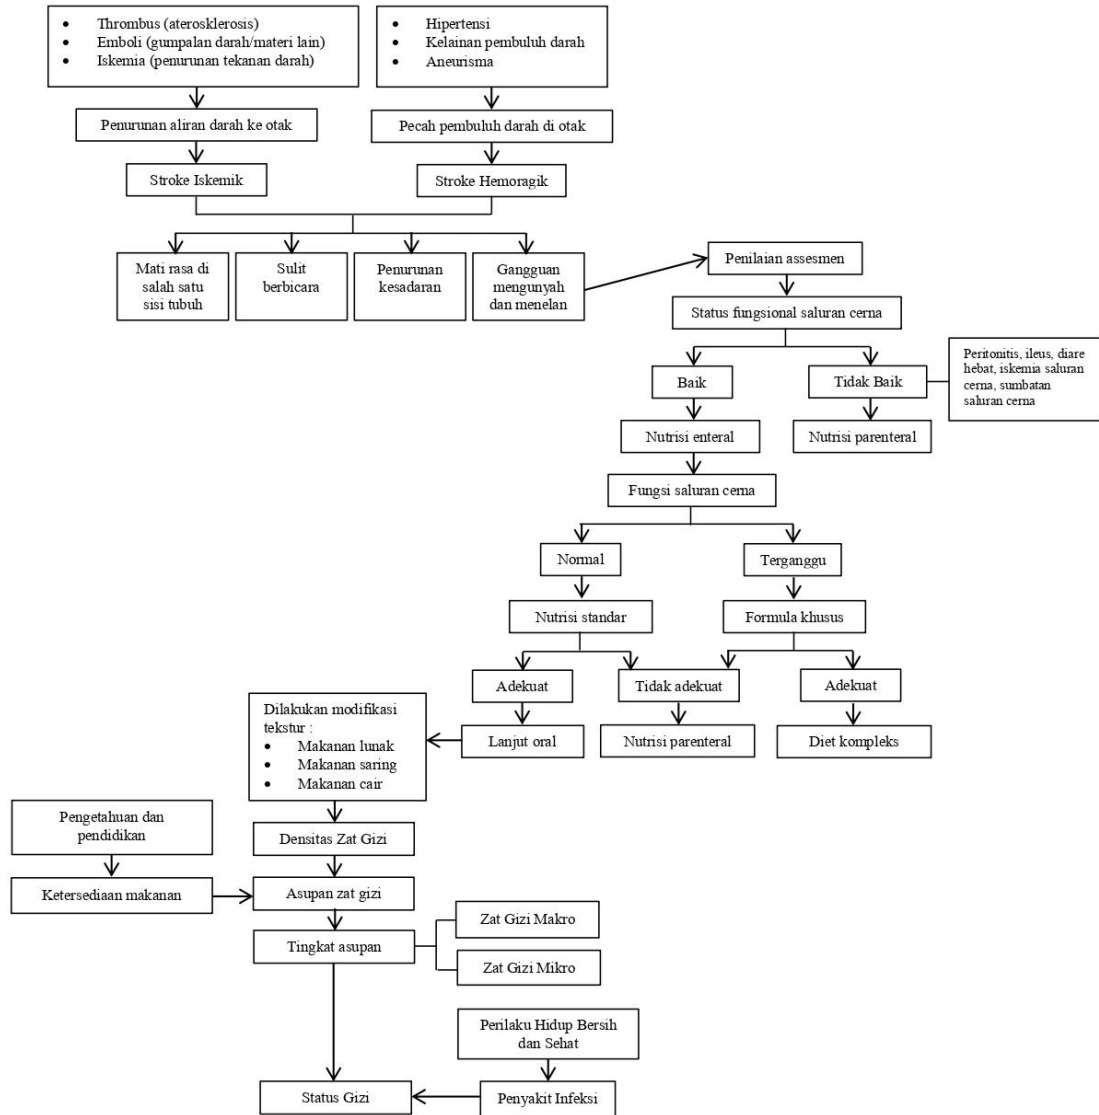 • Thrombus (aterosklerosis)
• Emboli (gumpalan darah/materi lain)
• Iskemia (penurunan tekanan darah)
• Hipertensi
• Kelainan pembuluh darah
• Aneurisma
Penurunan aliran darah ke otak
Pecah pembuluh darah di otak
Stroke Iskemik
Stroke Hemoragik
Mati rasa di
salah satu
sisi tubuh
Sulit
berbicara
Penurunan
kesadaran
Gangguan
mengunyah
dan menelan
Penilaian assesmen
Status fungsional saluran cerna
Baik
Tidak Baik
Peritonitis, ileus, diare
hebat, iskemia saluran
cerna, sumbatan
saluran cerna
Nutrisi enteral
Nutrisi parenteral
Fungsi saluran cerna
Normal
Terganggu
Nutrisi standar
Formula khusus
Adekuat
Tidak adekuat
Adekuat
Dilakukan modifikasi
tekstur :
• Makanan lunak
• Makanan saring
• Makanan cair
Lanjut oral
Nutrisi parenteral
Diet kompleks
Pengetahuan dan
pendidikan
Densitas Zat Gizi
Ketersediaan makanan
Asupan zat gizi
Tingkat asupan
Zat Gizi Makro
Zat Gizi Mikro
Perilaku Hidup Bersih
dan Sehat
Status Gizi
Penyakit Infeksi